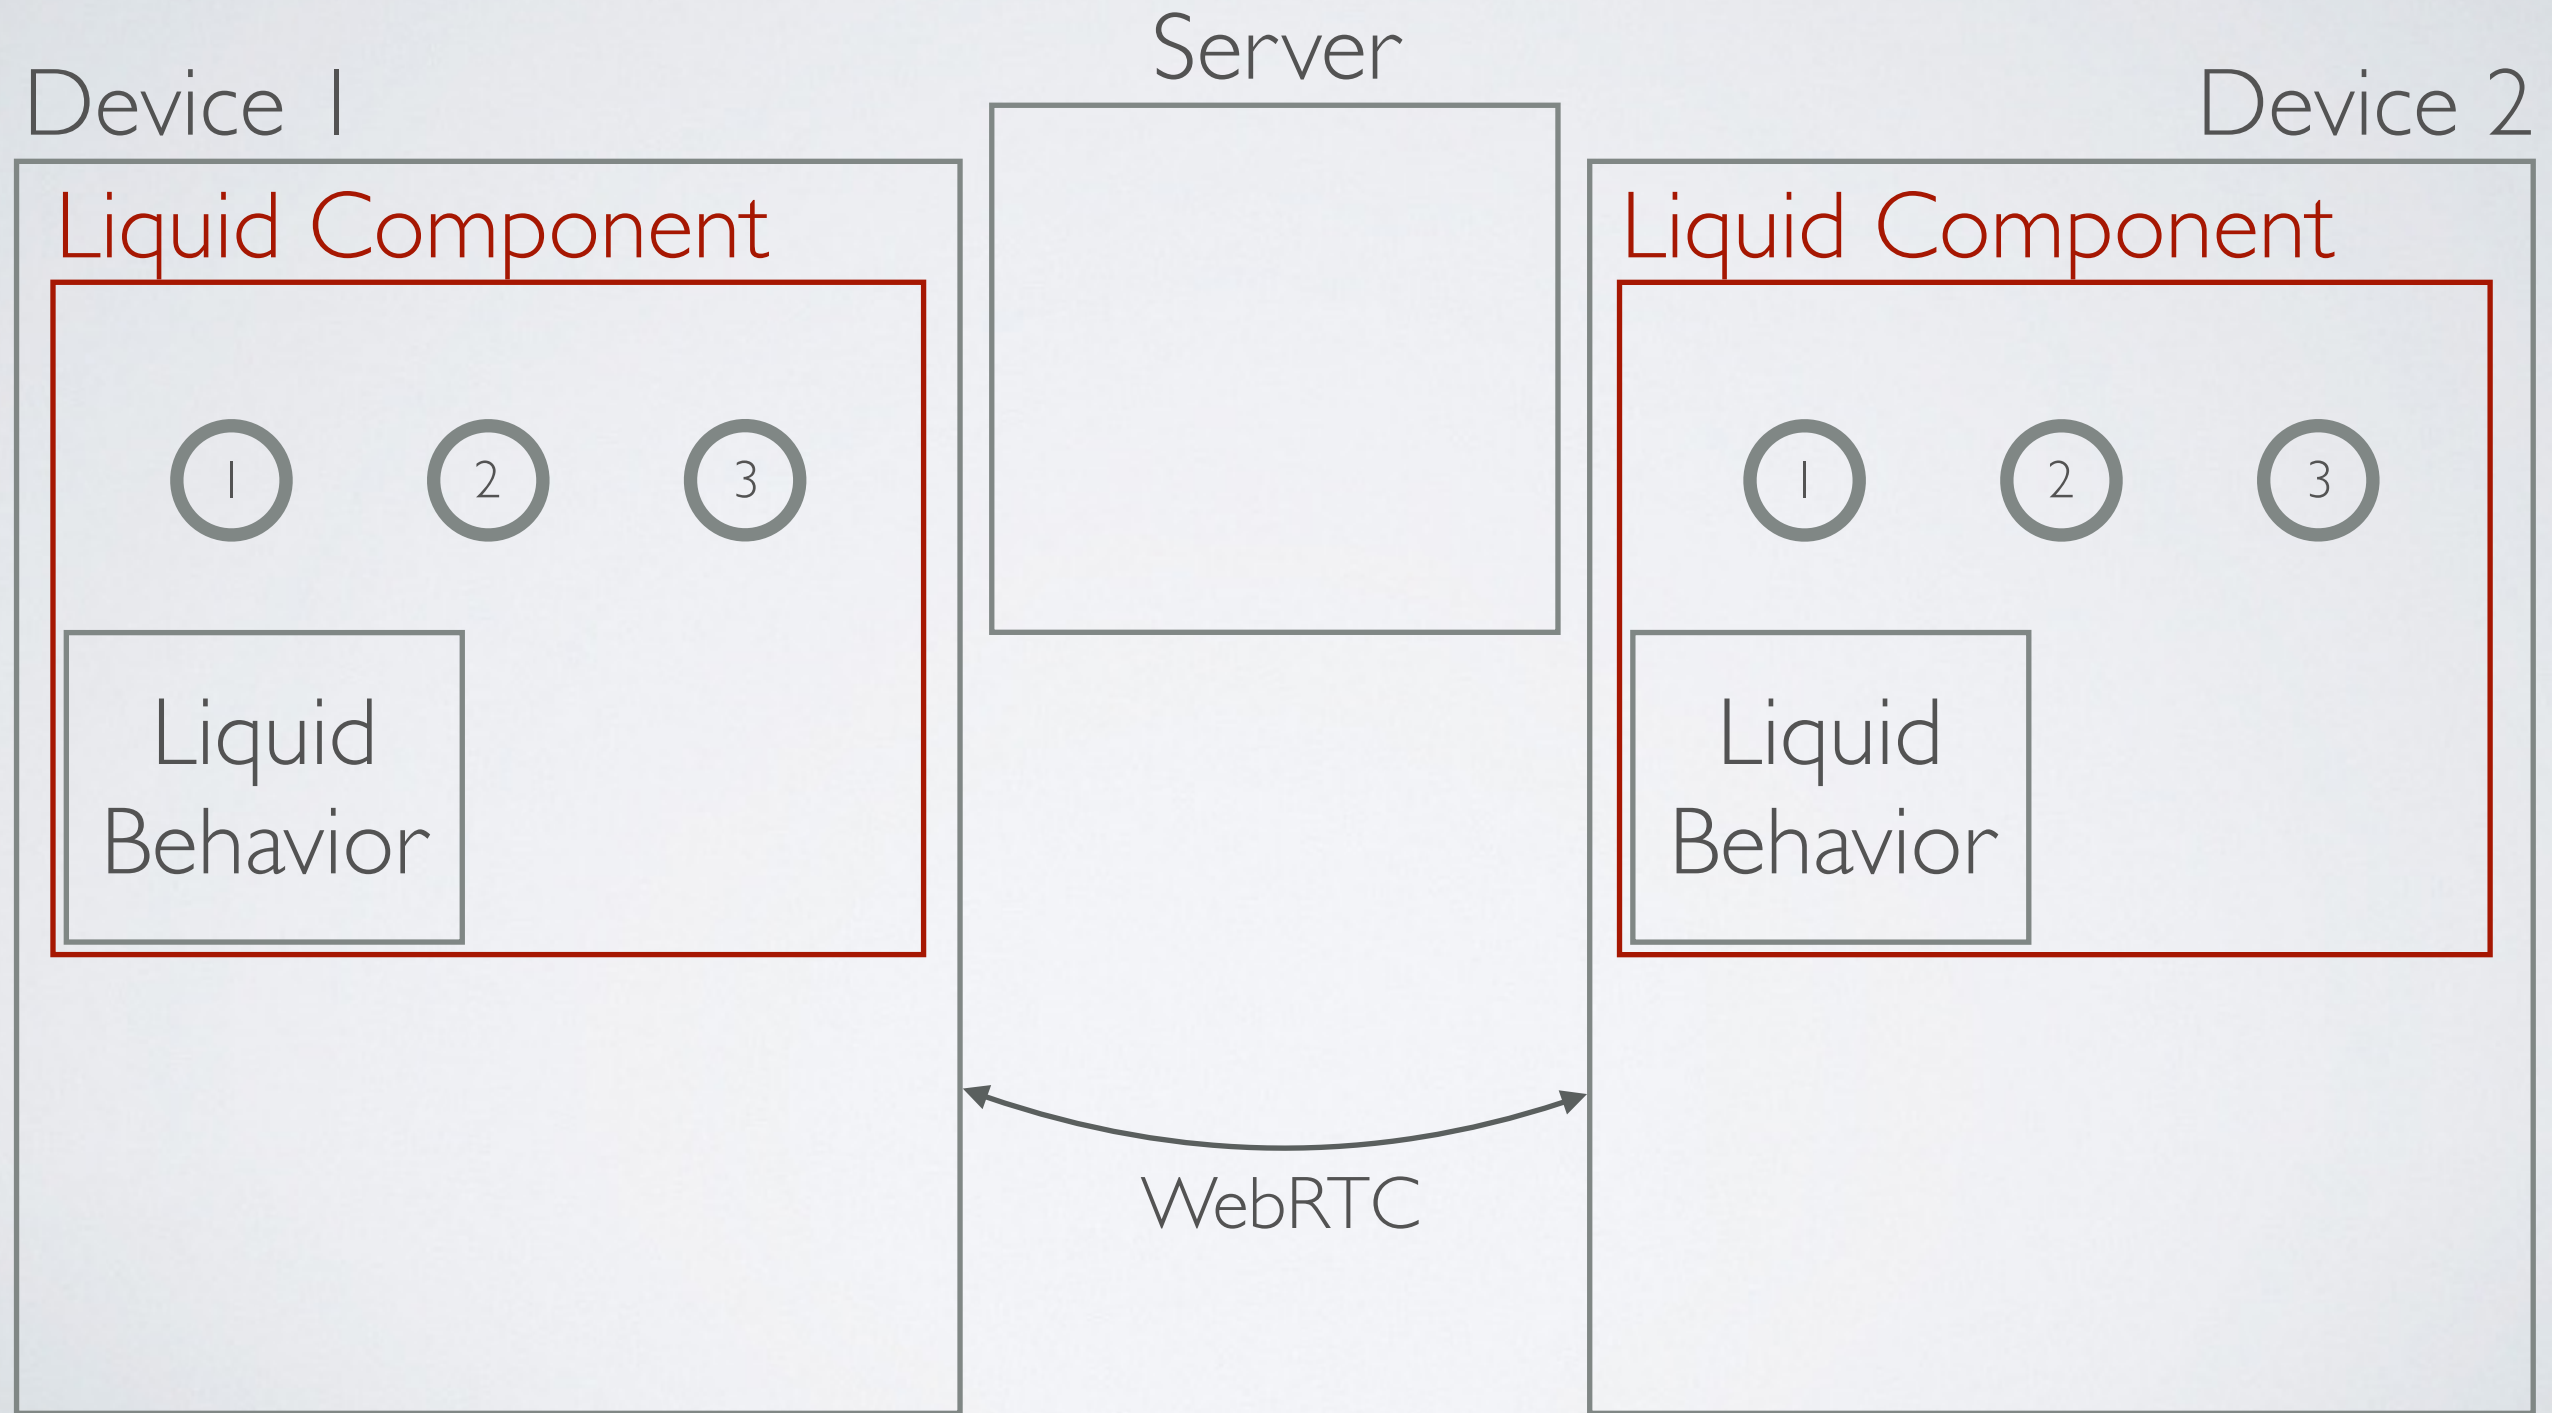 Server
Device 1
Device 2
Liquid Component
Liquid Component
1
2
3
1
2
3
Liquid
Behavior
Liquid
Behavior
WebRTC